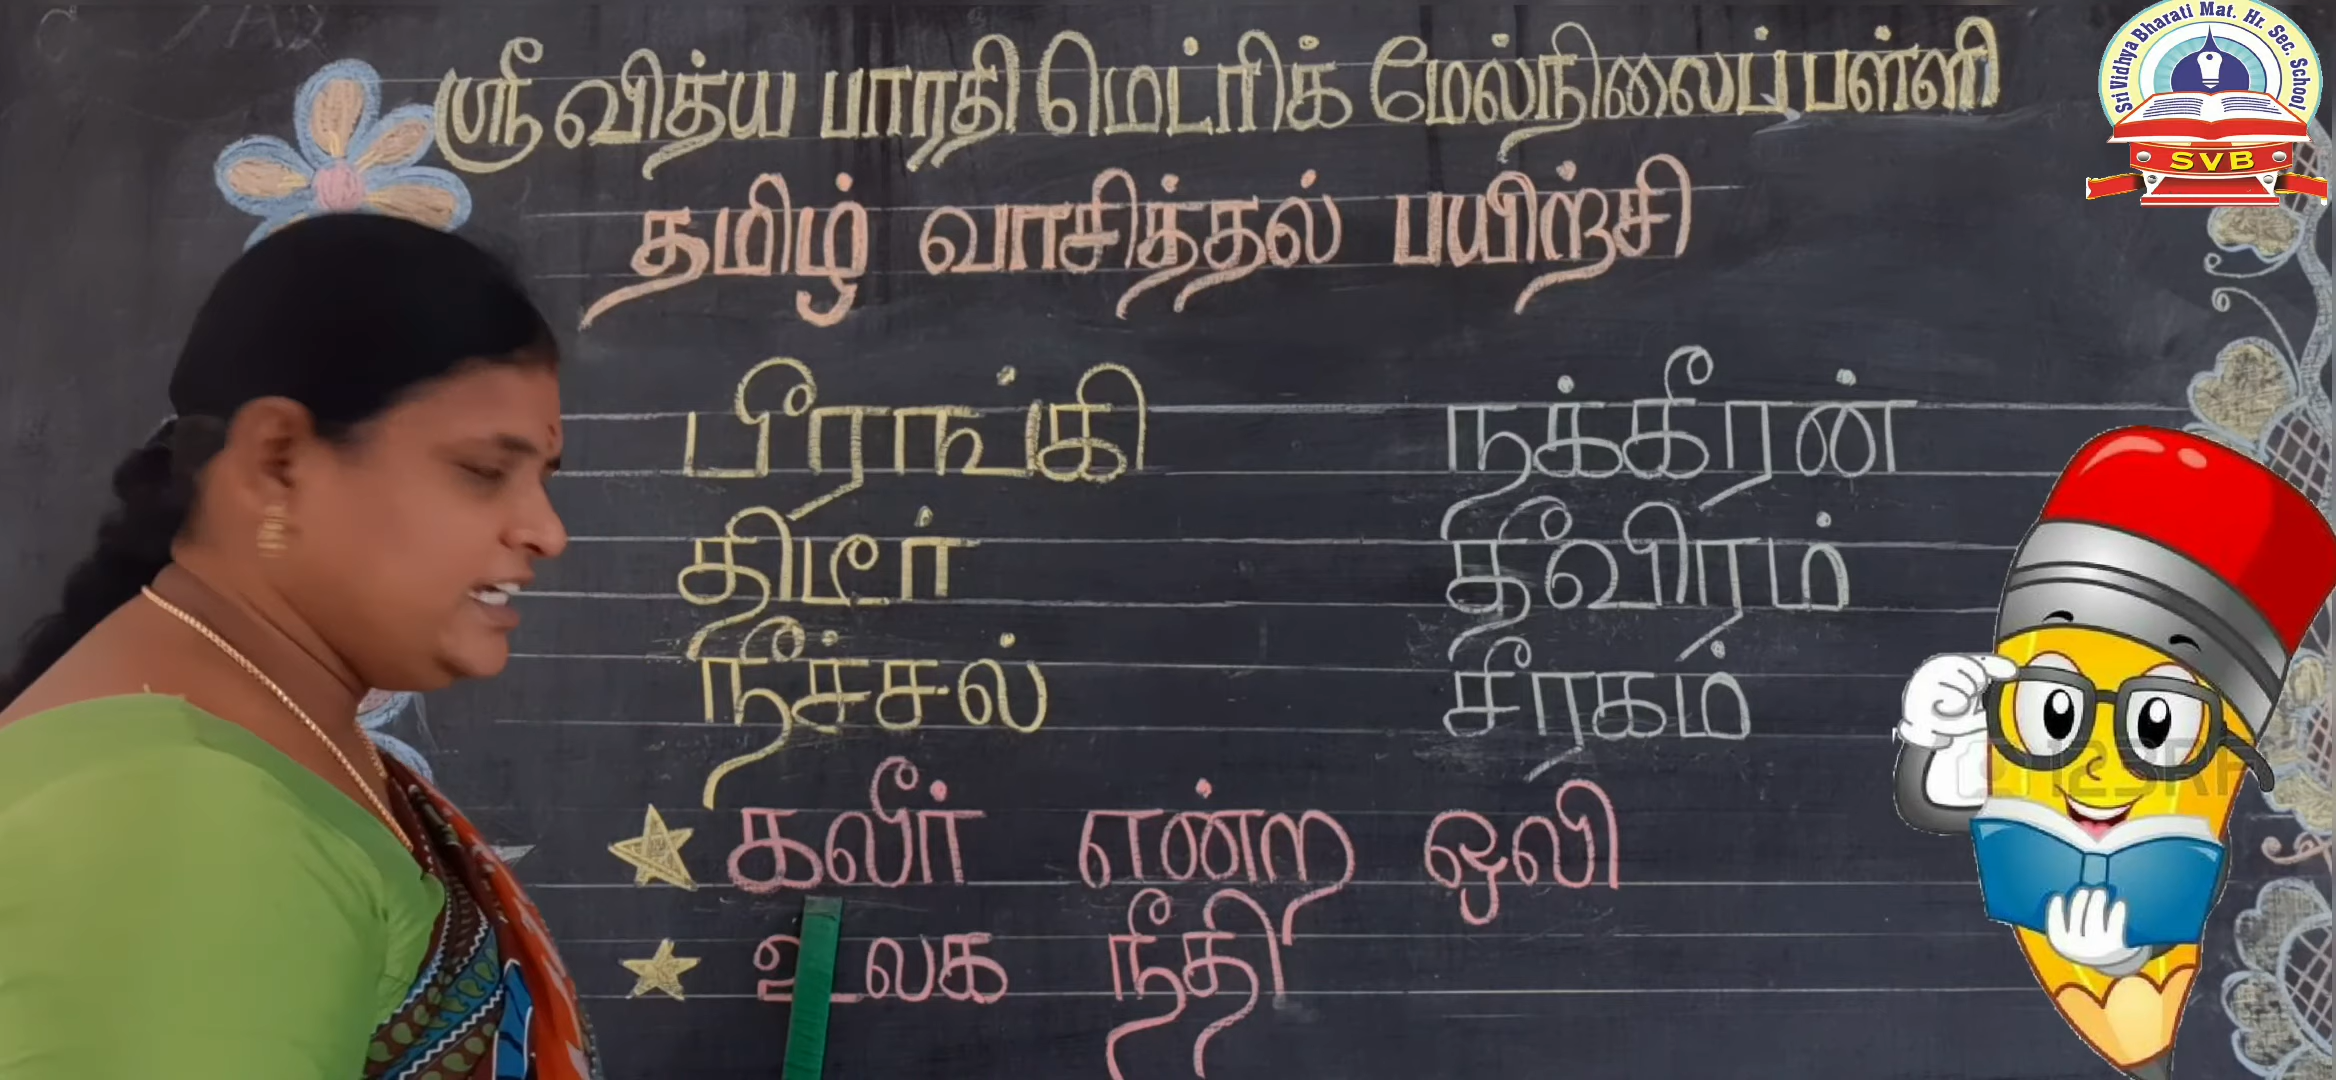 ஸ்ரீ வித்ய பாரதி மெட்ரிக் மேல்நிலைப்பள்ளி
தமிழ் வாசித்தல் பயிற்சி
பீரங்கி நக்கீரன்
திடீர் தீவிரம்
நீச்சல் சீரகம்
கலீர் என்ற ஒலி
உலக நீதி
Sri Vidhya Bharati Mat. Hr. Sec. School
SVB
123RF